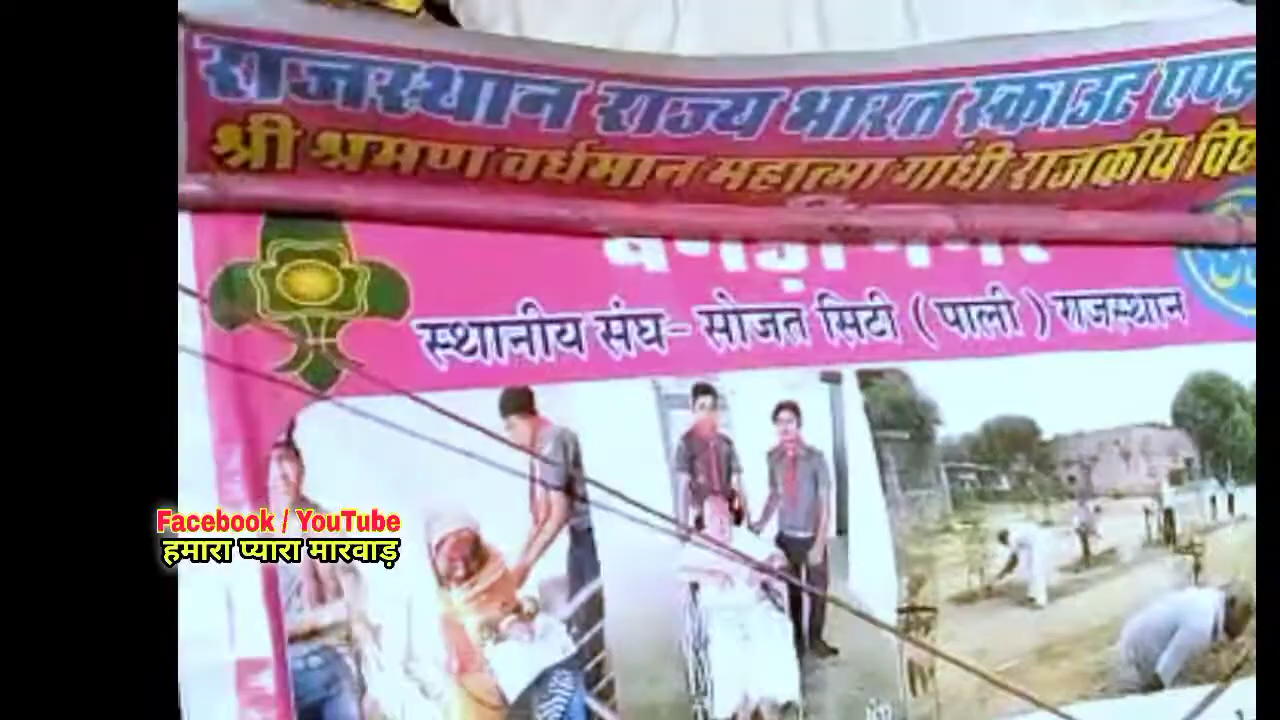 राजस्थान राज्य भारत स्काउट एण्ड
श्री श्रमण वर्धमान महात्मा गांधी राजकीय
स्थानीय संघ- सोजत सिटी ( पाली ) राजस्थान
Facebook / YouTube
हमारा प्यारा मारवाड़